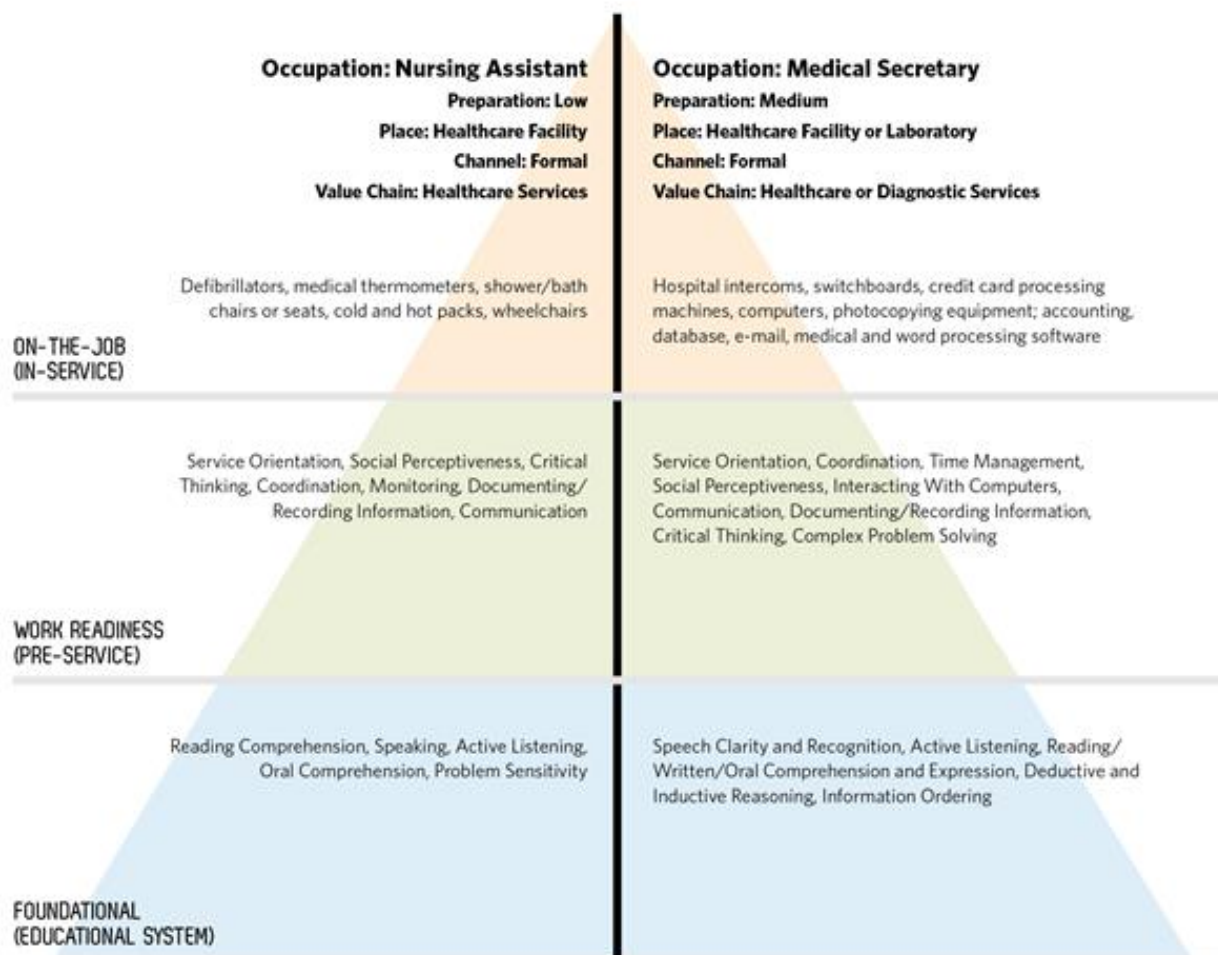 Occupation: Nursing Assistant
Preparation: Low
Place: Healthcare Facility
Channel: Formal
Value Chain: Healthcare Services
Occupation: Medical Secretary
Preparation: Medium
Place: Healthcare Facility or Laboratory
Channel: Formal
Value Chain: Healthcare or Diagnostic Services
Defibrillators, medical thermometers, shower/bath
chairs or seats, cold and hot packs, wheelchairs
Hospital intercoms, switchboards, credit card processing
machines, computers, photocopying equipment; accounting,
database, e-mail, medical and word processing software
ON-THE-JOB
(IN-SERVICE)
Service Orientation, Social Perceptiveness, Critical
Thinking, Coordination, Monitoring, Documenting/
Recording Information, Communication
Service Orientation, Coordination, Time Management,
Social Perceptiveness, Interacting With Computers,
Communication, Documenting/Recording Information,
Critical Thinking, Complex Problem Solving
WORK READINESS
(PRE-SERVICE)
Reading Comprehension, Speaking, Active Listening,
Oral Comprehension, Problem Sensitivity
Speech Clarity and Recognition, Active Listening, Reading/
Written/Oral Comprehension and Expression, Deductive and
Inductive Reasoning, Information Ordering
FOUNDATIONAL
(EDUCATIONAL SYSTEM)